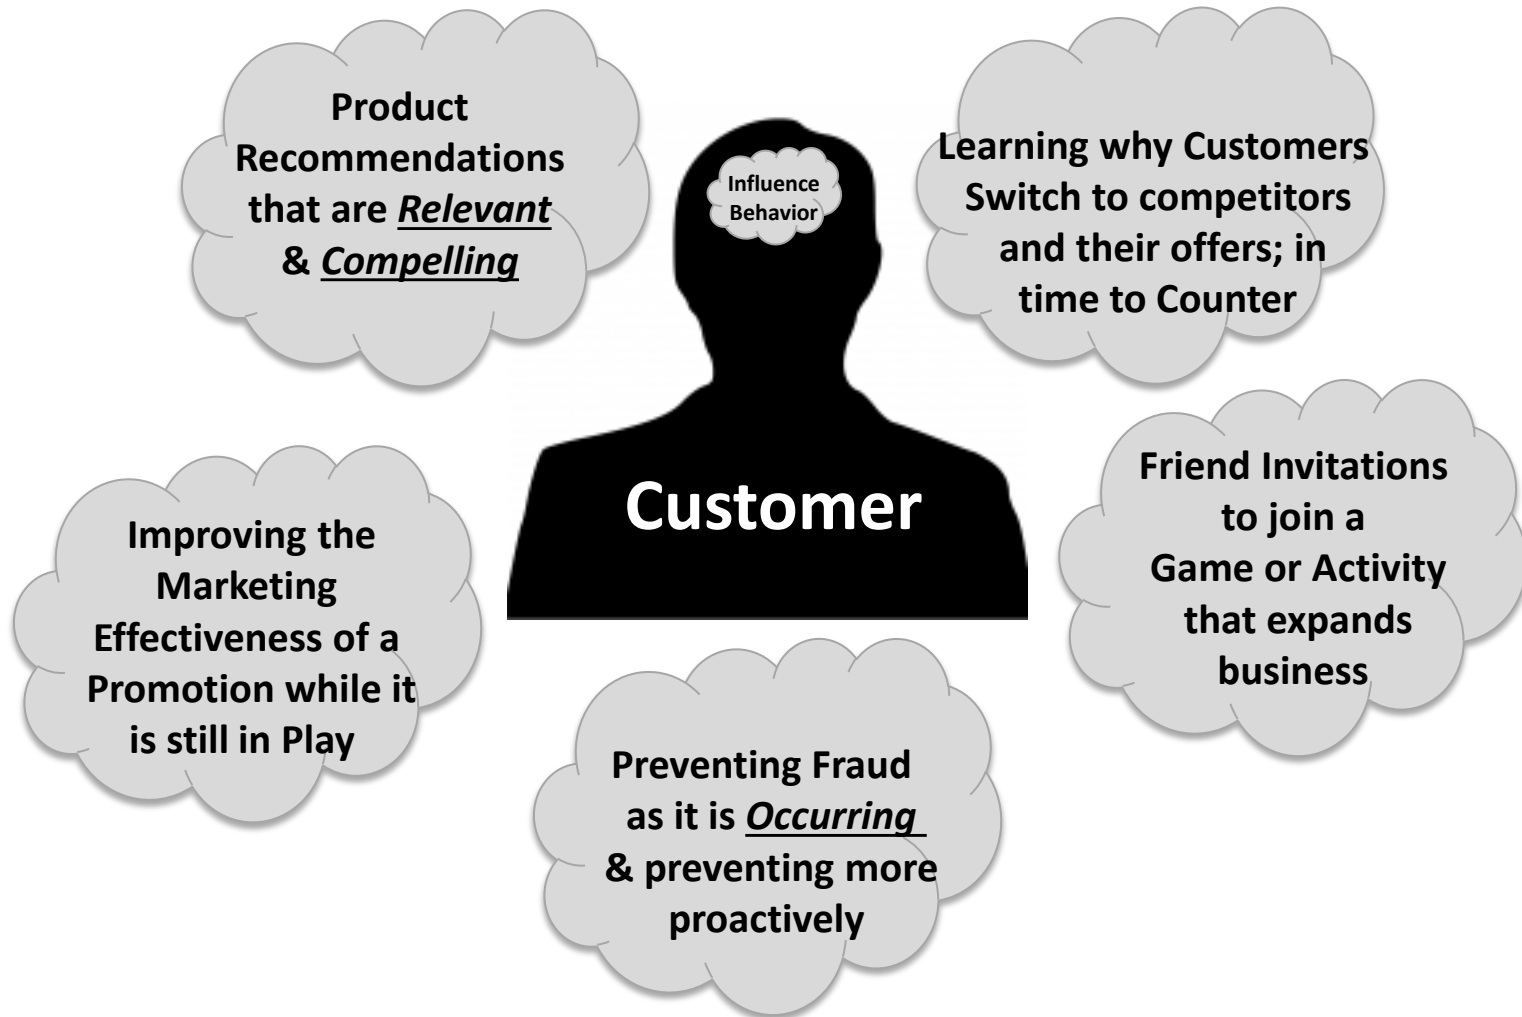 Product
Recommendations
that are Relevant
& Compelling
Influence
Behavior
Learning why Customers
Switch to competitors
and their offers; in
time to Counter
Customer
Improving the
Marketing
Effectiveness of a
Promotion while it
is still in Play
Friend Invitations
to join a
Game or Activity
that expands
business
Preventing Fraud
as it is Occurring
& preventing more
proactively